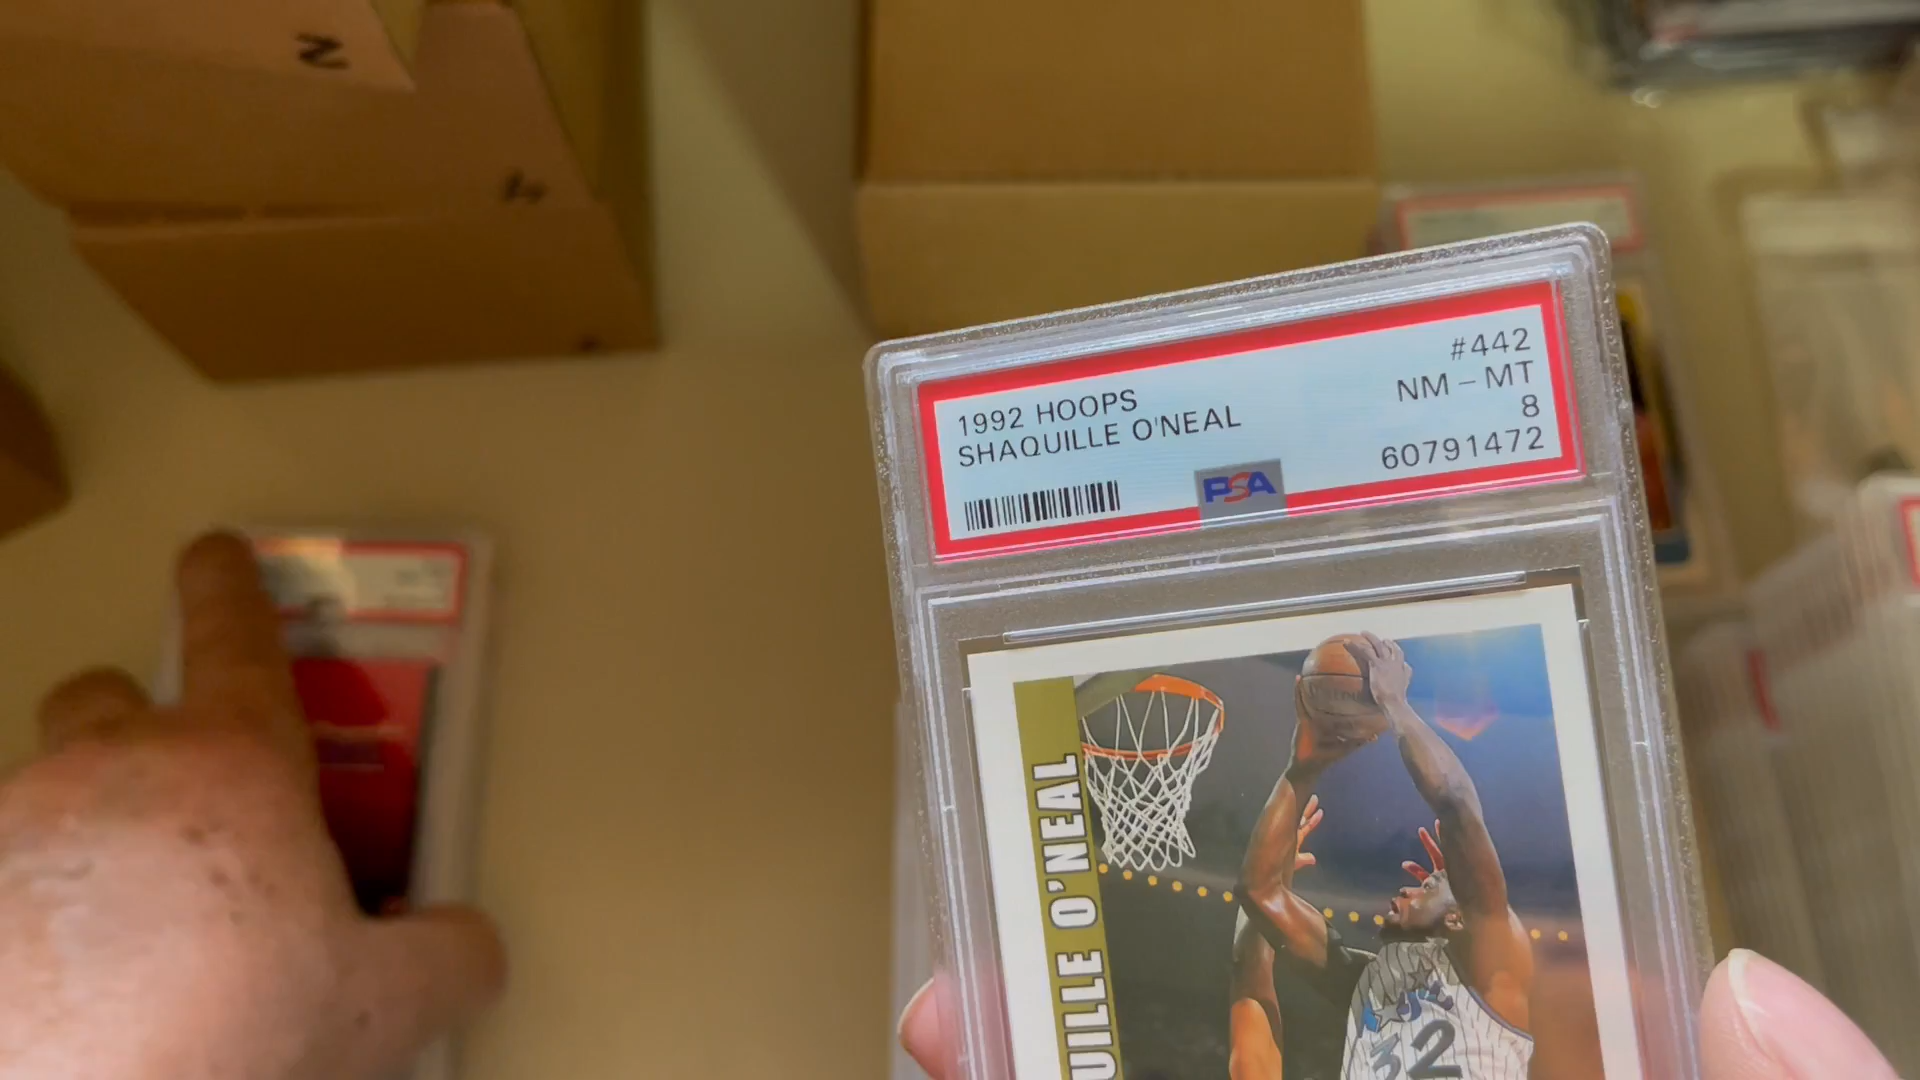 1992 HOOPS
SHAQUILLE O'NEAL
#442
NM - MT
8
60791472
PSA
UILLE O'NEAL
32